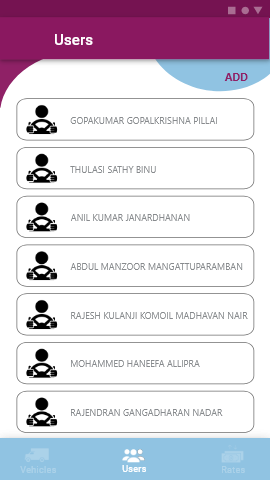 Users
ADD
GOPAKUMAR GOPALKRISHNA PILLAI
THULASI SATHY BINU
ANIL KUMAR JANARDHANAN
ABDUL MANZOOR MANGATTUPARAMBAN
RAJESH KULANJI KOMOIL MADHAVAN NAIR
MOHAMMED HANEEFA ALLIPRA
RAJENDRAN GANGADHARAN NADAR
Vehicles
Users
Rates